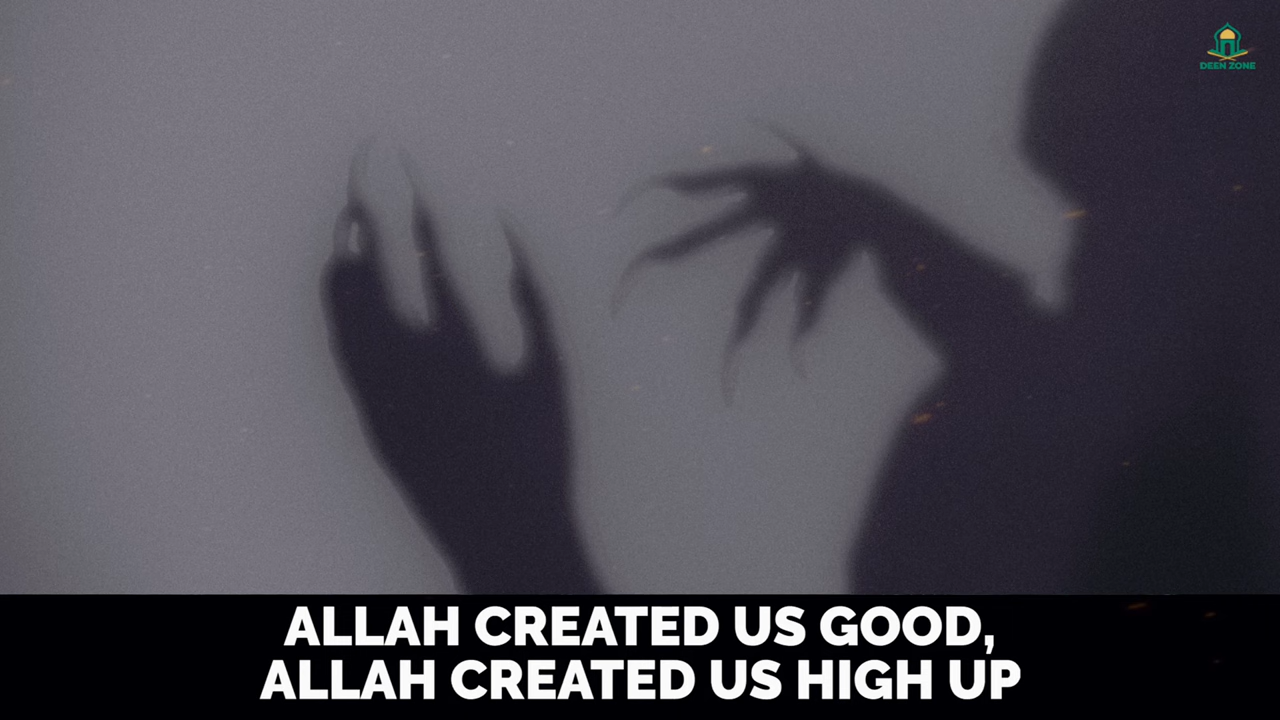 DEEN ZONE
ALLAH CREATED US GOOD,
ALLAH CREATED US HIGH UP